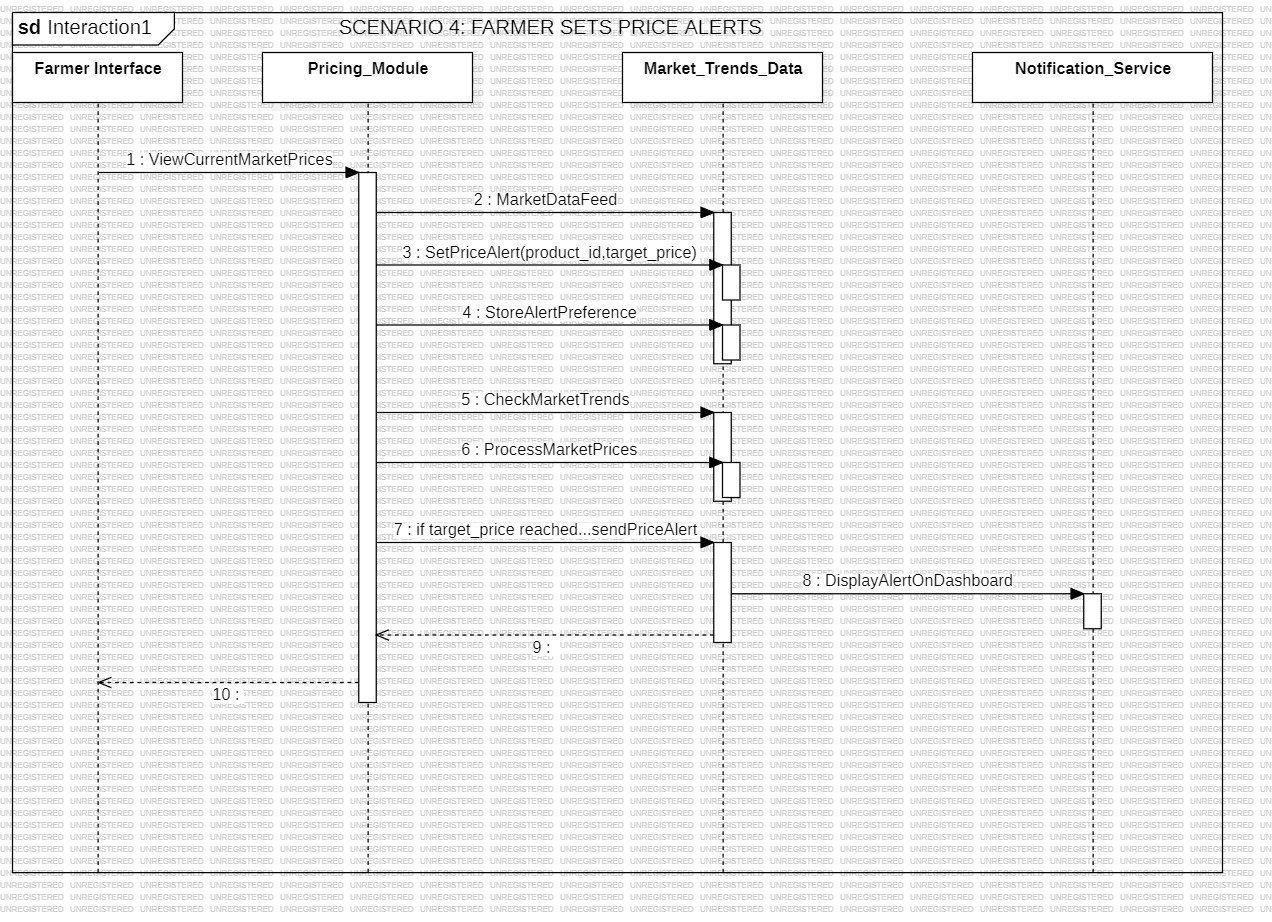 sd Interaction1
SCENARIO 4: FARMER SETS PRICE ALERTS
Farmer Interface
Pricing_Module
Market_Trends_Data
Notification_Service
1 : ViewCurrentMarketPrices
2 : MarketDataFeed
3 : SetPriceAlert(product_id,target_price)
4 : StoreAlertPreference
5 : CheckMarketTrends
6 : ProcessMarketPrices
7 : if target_price reached...sendPriceAlert
8 : DisplayAlertOnDashboard
9 :
10 :
UNREGISTERED